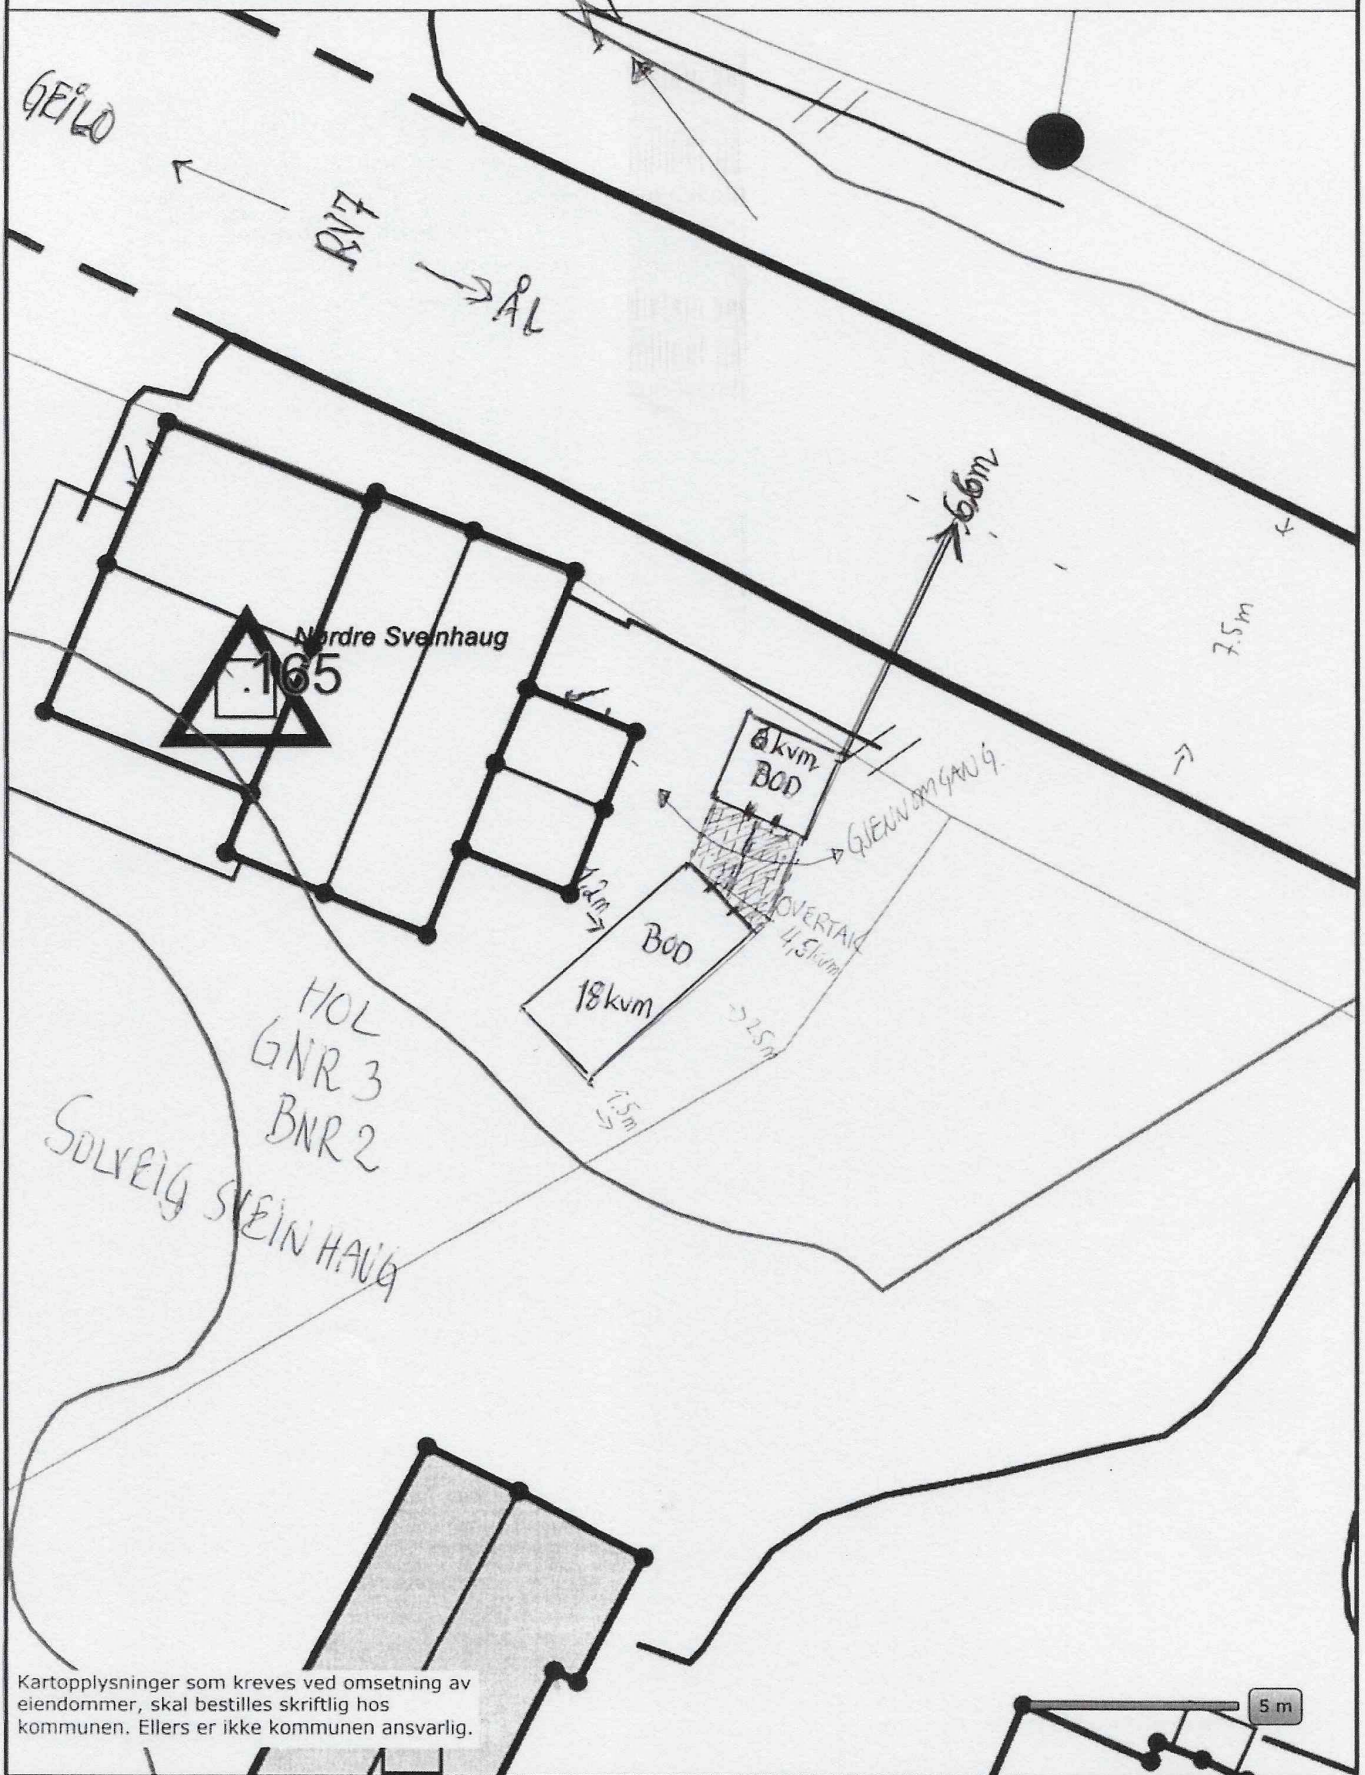 GEILO
RV7
ÅL
6,6m
7.5m
Nørdre Sveinhaug
165
6kvm
BOD
GJENNOMGANG.
1,2m
OVERTAK
4,5kvm
BOD
18kvm
2.5m
1.5m
HOL
GNR 3
BNR 2
SOLVEIG SVEINHAUG
Kartopplysninger som kreves ved omsetning av
eiendommer, skal bestilles skriftlig hos
kommunen. Ellers er ikke kommunen ansvarlig.
5 m